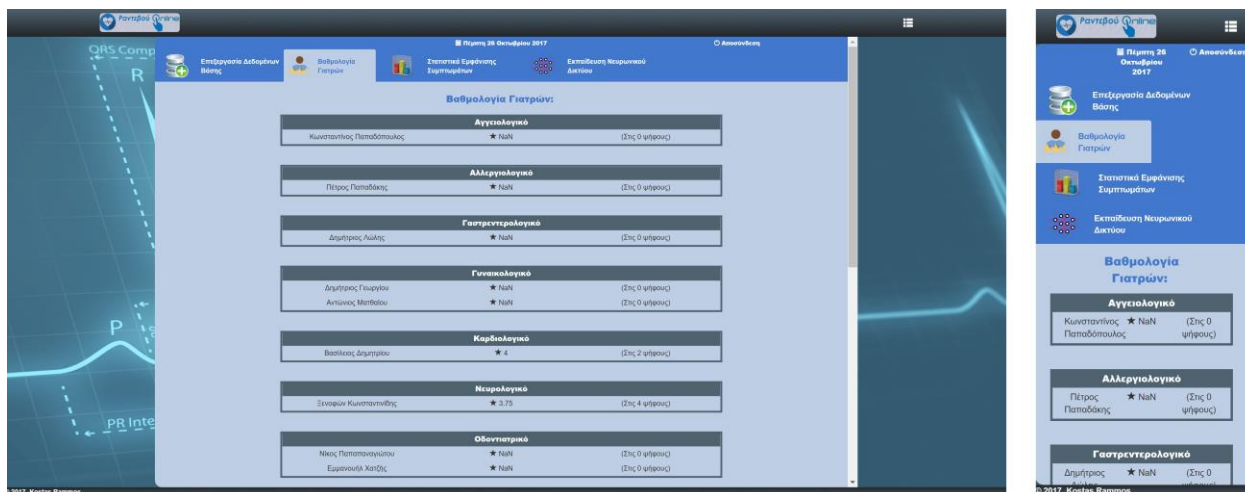 Ραντεβού Online
QRS Comp
R
P
PR Inte
Πέμπτη 26 Οκτωβρίου 2017
Αποσύνδεση
Επεξεργασία Δεδομένων
Βάσης
Βαθμολογία
Γιατρών
Στατιστικά Εμφάνισης
Συμπτωμάτων
Εκπαίδευση Νευρωνικού
Δικτύου
Βαθμολογία Γιατρών:
Αγγειολογικό
Κωνσταντίνος Παπαδόπουλος ★ NaN (Στις 0 ψήφους)
Αλλεργιολογικό
Πέτρος Παπαδάκης ★ NaN (Στις 0 ψήφους)
Γαστρεντερολογικό
Δημήτριος Λώλης ★ NaN (Στις 0 ψήφους)
Γυναικολογικό
Δημήτριος Γεωργίου ★ NaN (Στις 0 ψήφους)
Αντώνιος Ματθαίου ★ NaN (Στις 0 ψήφους)
Καρδιολογικό
Βασίλειος Δημητρίου ★ 4 (Στις 2 ψήφους)
Νευρολογικό
Ξενοφών Κωνσταντινίδης ★ 3.75 (Στις 4 ψήφους)
Οδοντιατρικό
Νίκος Παπαπαναγιώτου ★ NaN (Στις 0 ψήφους)
Εμμανουήλ Χατζής ★ NaN (Στις 0 ψήφους)
© 2017, Kostas Rammos
Ραντεβού Online
Πέμπτη 26
Οκτωβρίου
2017
Αποσύνδεση
Επεξεργασία Δεδομένων
Βάσης
Βαθμολογία
Γιατρών
Στατιστικά Εμφάνισης
Συμπτωμάτων
Εκπαίδευση Νευρωνικού
Δικτύου
Βαθμολογία
Γιατρών:
Αγγειολογικό
Κωνσταντίνος ★ NaN (Στις 0
Παπαδόπουλος ψήφους)
Αλλεργιολογικό
Πέτρος ★ NaN (Στις 0
Παπαδάκης ψήφους)
Γαστρεντερολογικό
Δημήτριος ★ NaN (Στις 0
© 2017, Kostas Rammos